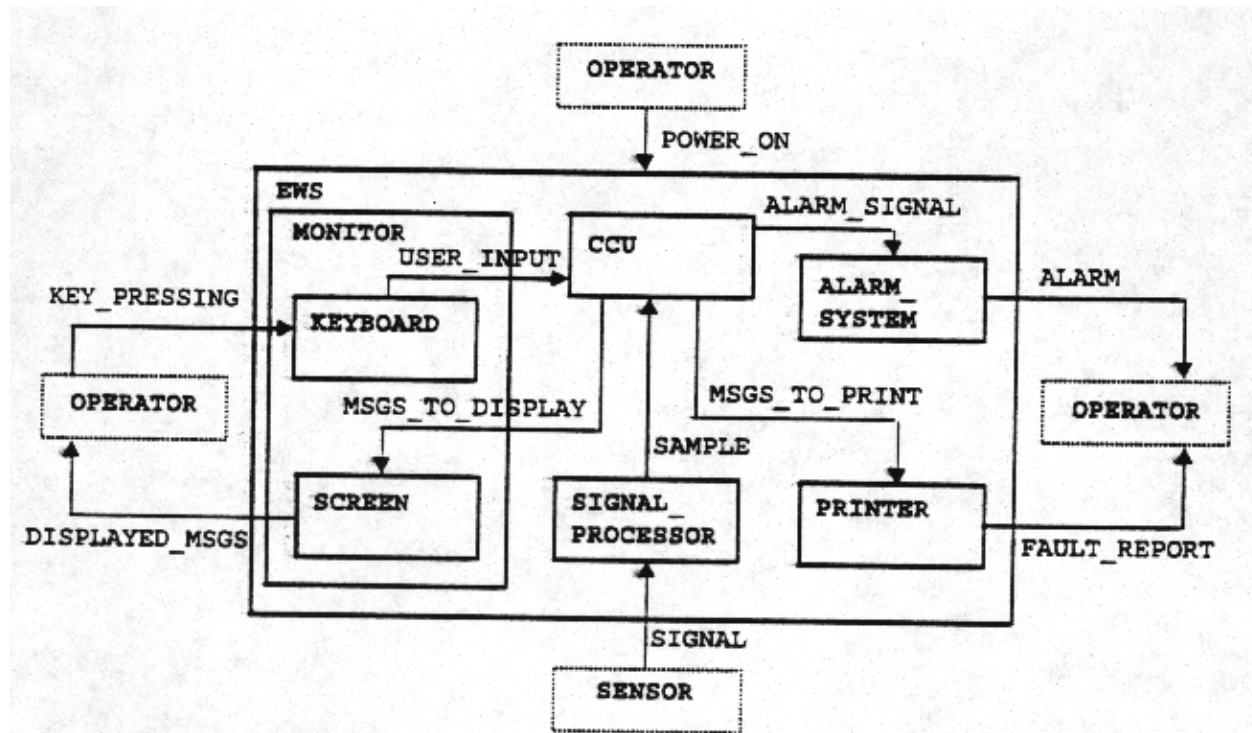 OPERATOR
POWER_ON
EWS
MONITOR
USER_INPUT
CCU
ALARM_SIGNAL
KEY_PRESSING
KEYBOARD
ALARM_
SYSTEM
ALARM
OPERATOR
MSGS_TO_DISPLAY
MSGS_TO_PRINT
OPERATOR
SAMPLE
SCREEN
SIGNAL_
PROCESSOR
PRINTER
DISPLAYED_MSGS
FAULT_REPORT
SIGNAL
SENSOR